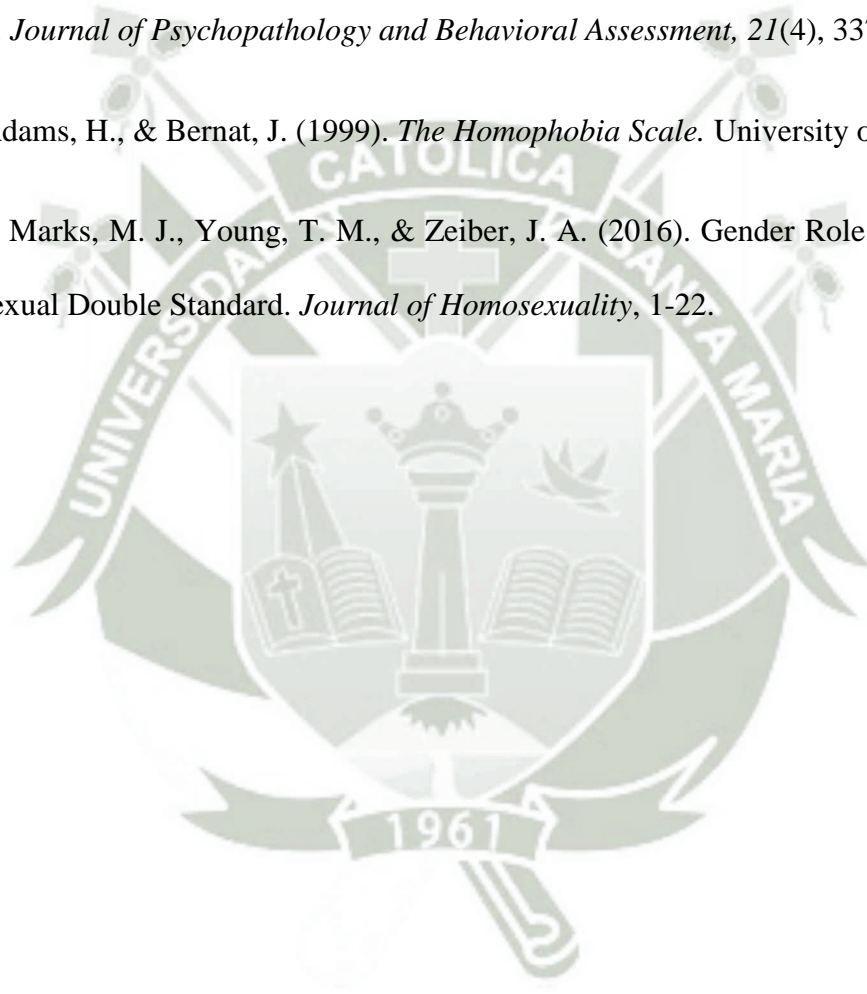 Journal of Psychopathology and Behavioral Assessment, 21(4), 33
dams, H., & Bernat, J. (1999). The Homophobia Scale. University o
Marks, M. J., Young, T. M., & Zeiber, J. A. (2016). Gender Role
exual Double Standard. Journal of Homosexuality, 1-22.
UNIVERSIDAD CATOLICA SANTA MARIA
1961